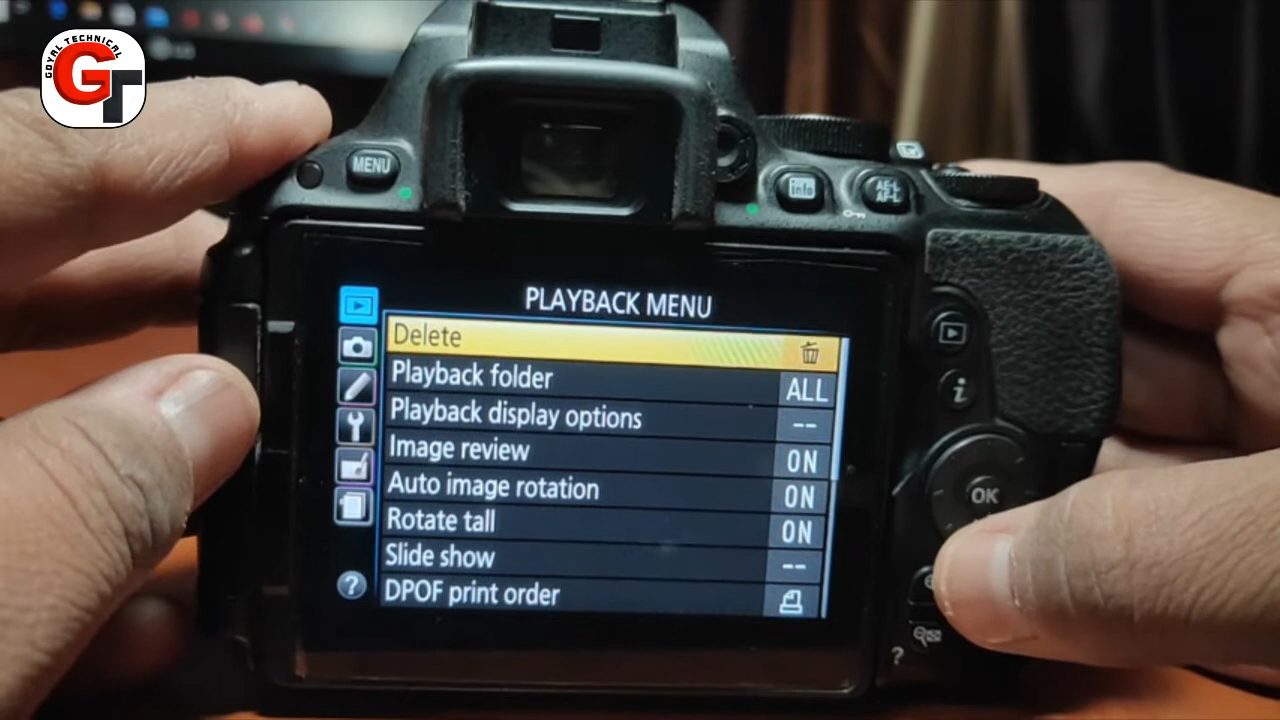 GOYAL TECHNICAL
GT
MENU
info
AE-L
AF-L
PLAYBACK MENU
Delete
Playback folder ALL
Playback display options --
Image review ON
Auto image rotation ON
Rotate tall ON
Slide show --
DPOF print order
?
i
OK
?